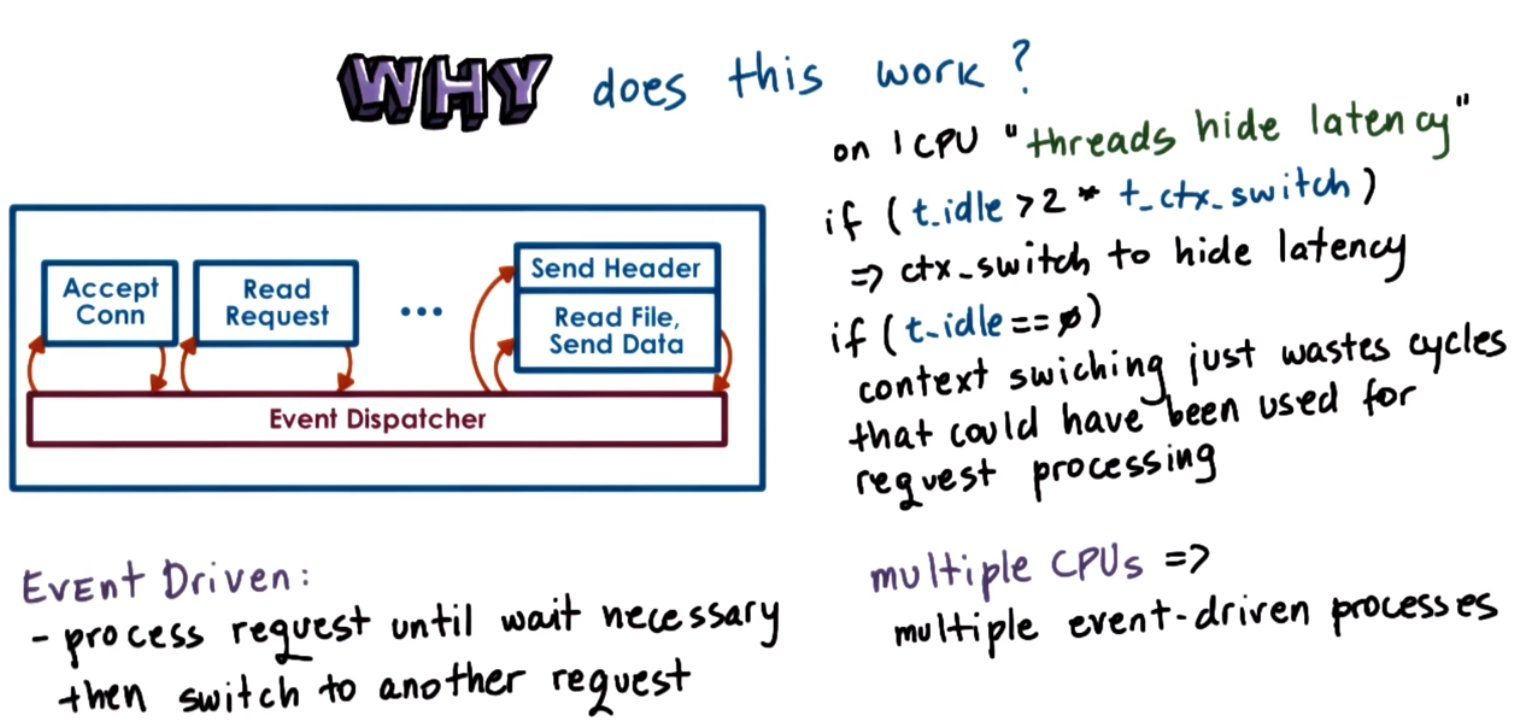 WHY does this work?
on 1 CPU "threads hide latency"
if (t_idle > 2 * t_ctx_switch)
=> ctx_switch to hide latency
if (t_idle == 0)
context swiching just wastes cycles
that could have been used for
request processing
Accept
Conn
Read
Request
...
Send Header
Read File,
Send Data
Event Dispatcher
EVEnt Driven:
- process request until wait necessary
then switch to another request
multiple CPUs =>
multiple event-driven processes